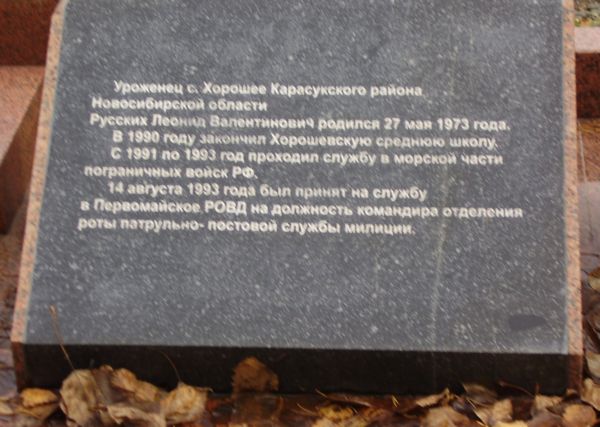 Уроженец с. Хорошее Карасукского района
Новосибирской области
Русских Леонид Валентинович родился 27 мая 1973 года.
В 1990 году закончил Хорошевскую среднюю школу.
С 1991 по 1993 год проходил службу в морской части
пограничных войск РФ.
14 августа 1993 года был принят на службу
в Первомайское РОВД на должность командира отделения
роты патрульно- постовой службы милиции.